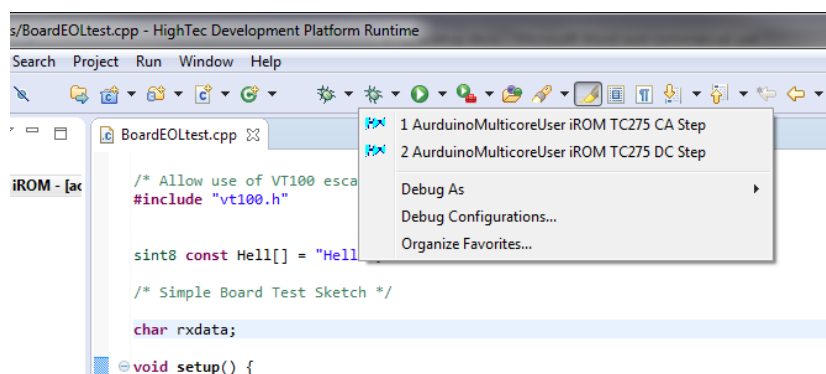 s/BoardEOLtest.cpp - HighTec Development Platform Runtime
Search Project Run Window Help
BoardEOLtest.cpp
1 AurduinoMulticoreUser iROM TC275 CA Step
2 AurduinoMulticoreUser iROM TC275 DC Step
Debug As
Debug Configurations...
Organize Favorites...
iROM - [ac
/* Allow use of VT100 esca
#include "vt100.h"
sint8 const Hell[] = "Hell
/* Simple Board Test Sketch */
char rxdata;
void setup() {